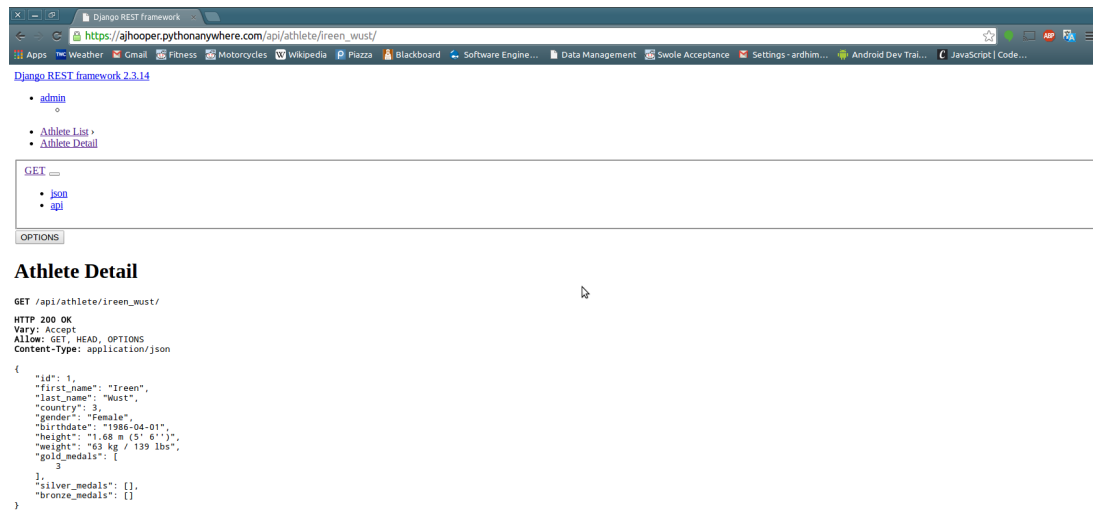 Django REST framework
https://ajhooper.pythonanywhere.com/api/athlete/ireen_wust/
Apps Weather Gmail Fitness Motorcycles Wikipedia Piazza Blackboard Software Engine... Data Management Swole Acceptance Settings - ardhim... Android Dev Trai... JavaScript | Code...
Django REST framework 2.3.14
admin
Athlete List ›
Athlete Detail
GET
json
api
OPTIONS
Athlete Detail
GET /api/athlete/ireen_wust/
HTTP 200 OK
Vary: Accept
Allow: GET, HEAD, OPTIONS
Content-Type: application/json
{
    "id": 1,
    "first_name": "Ireen",
    "last_name": "Wust",
    "country": 3,
    "gender": "Female",
    "birthdate": "1986-04-01",
    "height": "1.68 m (5' 6'')",
    "weight": "63 kg / 139 lbs",
    "gold_medals": [
        3
    ],
    "silver_medals": [],
    "bronze_medals": []
}